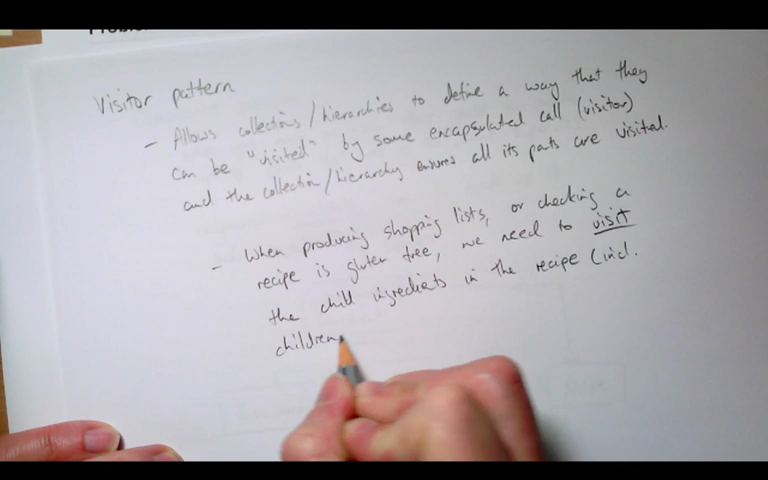 Visitor pattern
- Allows collections/hierarchies to define a way that they
can be "visited" by some encapsulated call (visitor)
and the collection/hierarchy ensures all its parts are visited.
- When producing shopping lists, or checking a
recipe is gluten free, we need to visit
the chill ingredients in the recipe (incl.
children